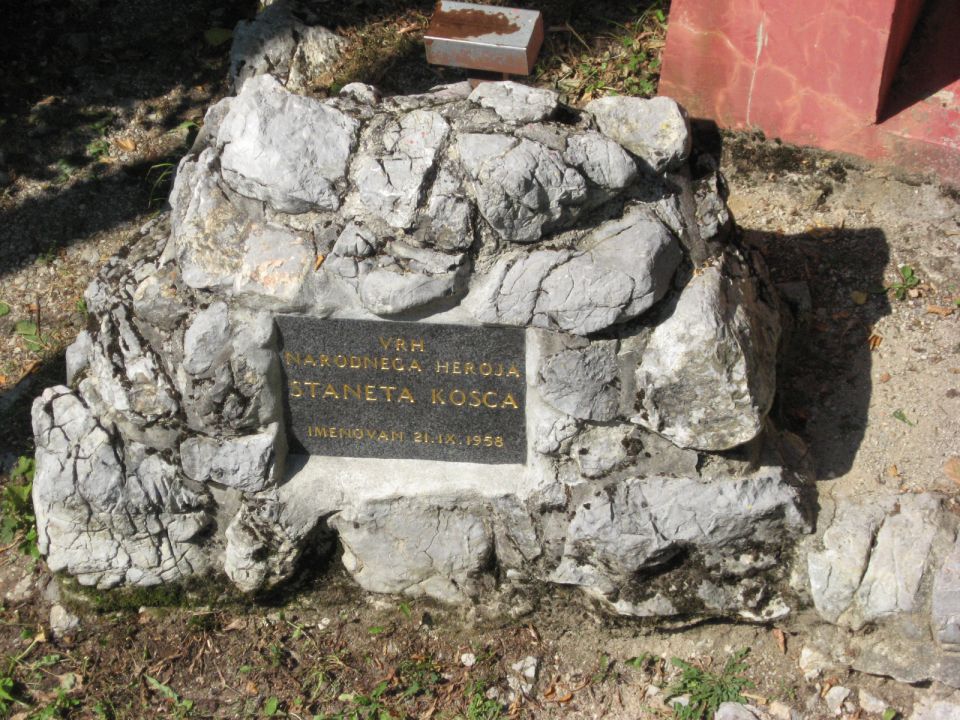 VRH
NARODNEGA HEROJA
STANETA KOSCA
IMENOVAN 21.IX.1958